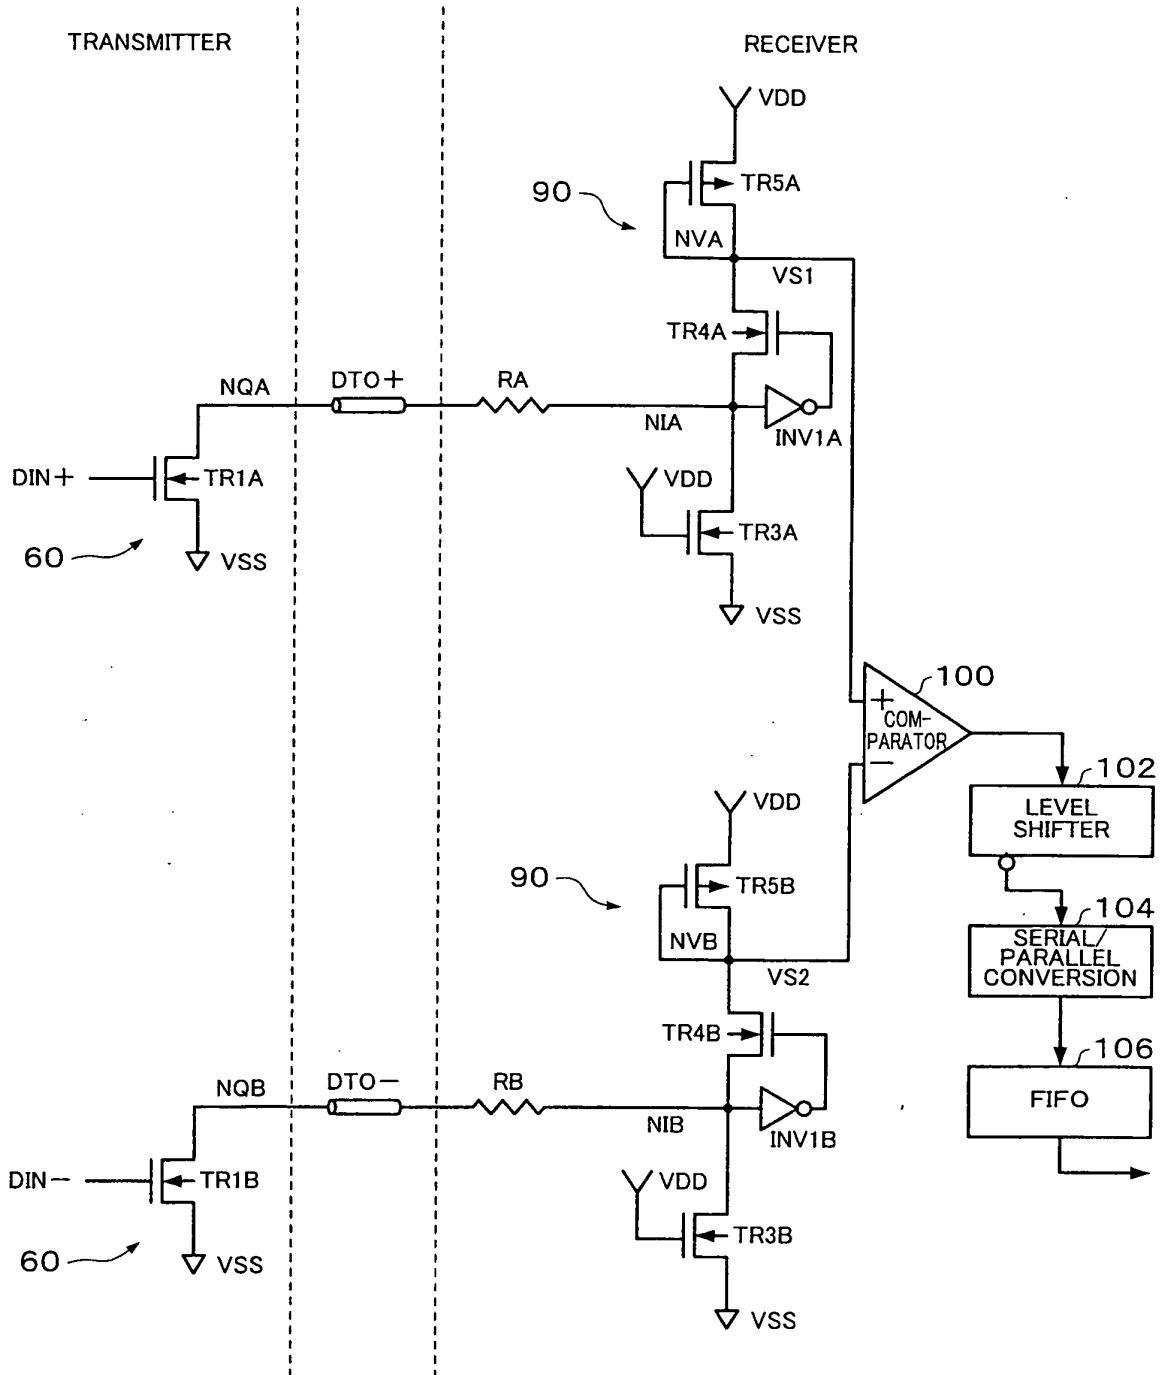 TRANSMITTER
RECEIVER
VDD
TR5A
90
NVA
VS1
TR4A
NQA
DTO+
RA
NIA
INV1A
DIN+
TR1A
VDD
TR3A
60
VSS
VSS
100
+
COM-
PARATOR
−
102
LEVEL
SHIFTER
VDD
TR5B
90
104
NVB
SERIAL/
PARALLEL
CONVERSION
VS2
TR4B
106
NQB
DTO−
RB
FIFO
NIB
INV1B
DIN−
TR1B
VDD
TR3B
60
VSS
VSS